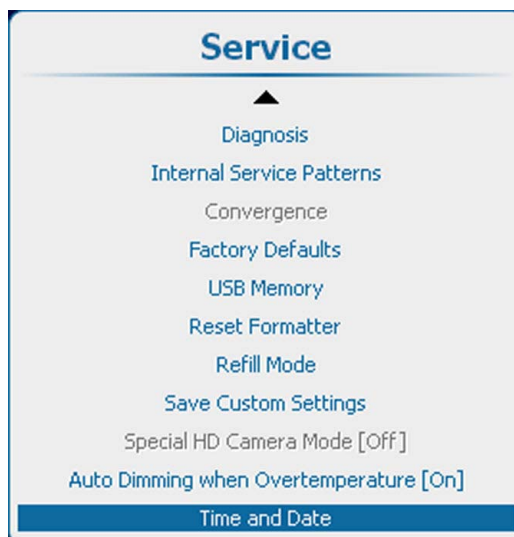 Service
Diagnosis
Internal Service Patterns
Convergence
Factory Defaults
USB Memory
Reset Formatter
Refill Mode
Save Custom Settings
Special HD Camera Mode [Off]
Auto Dimming when Overtemperature [On]
Time and Date